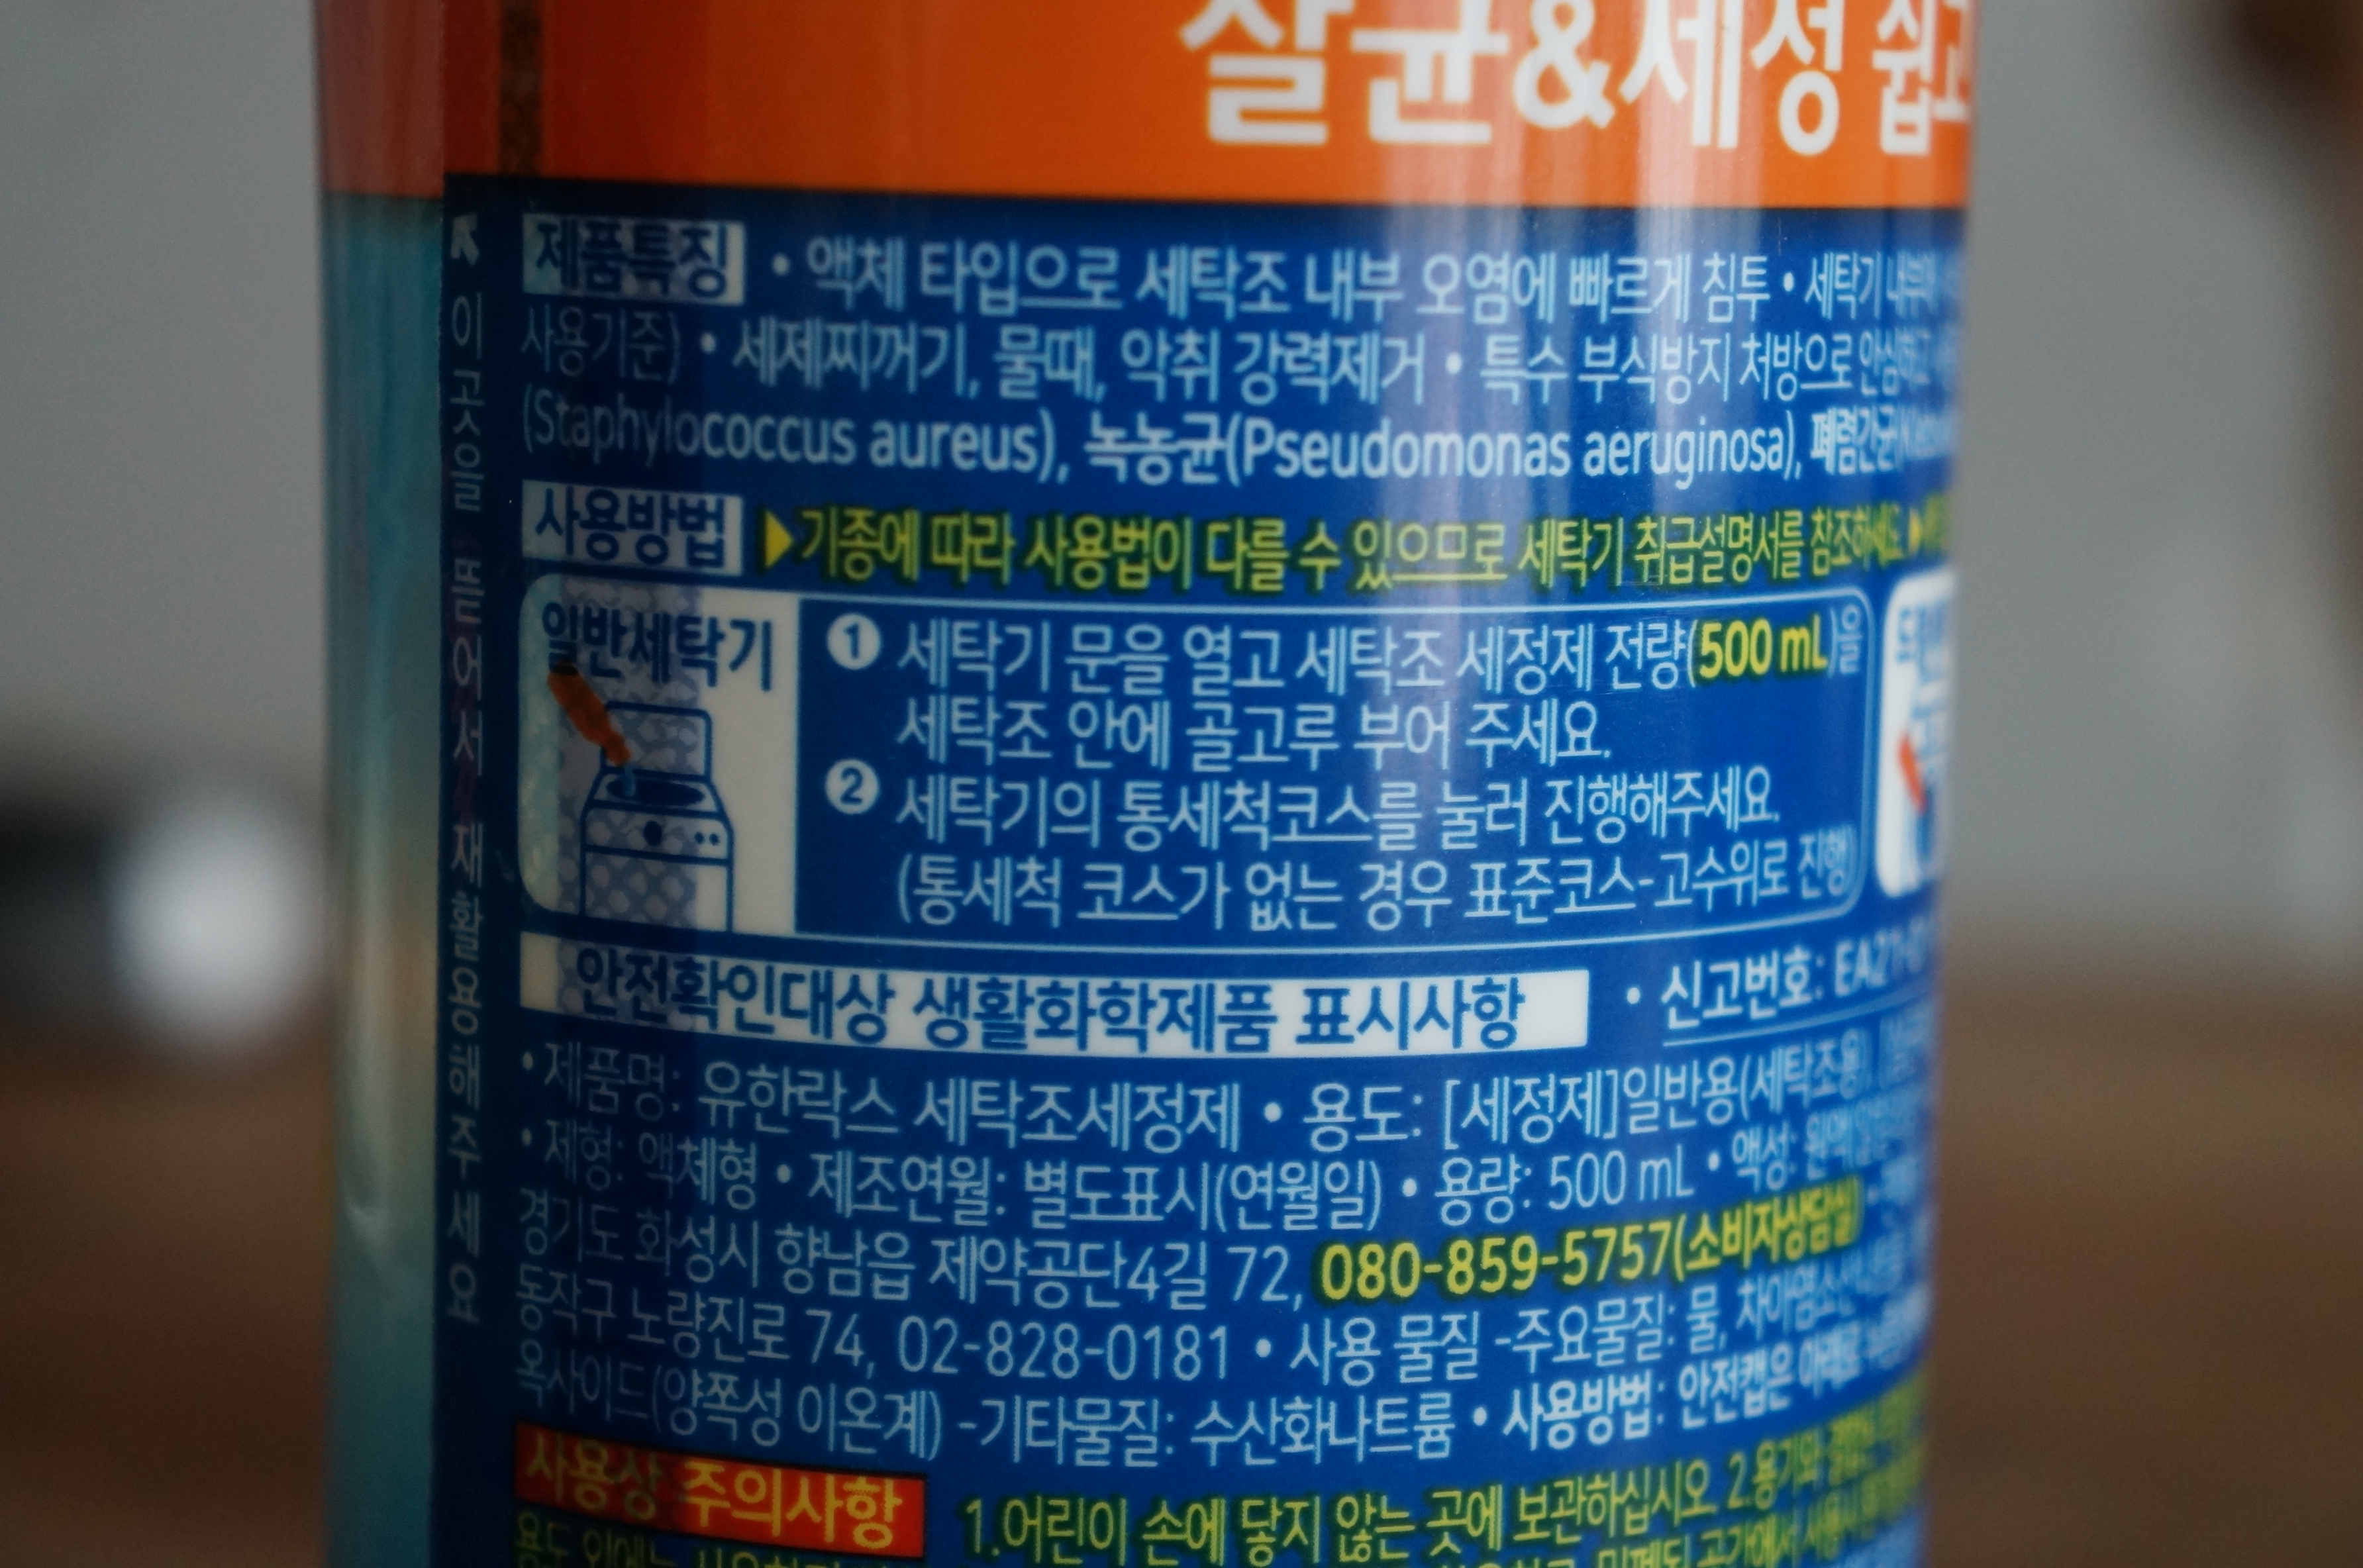 살균&세정 쉽고
제품특징 • 액체 타입으로 세탁조 내부 오염에 빠르게 침투 • 세탁기 내부에
사용기준) • 세제찌꺼기, 물때, 악취 강력제거 • 특수 부식방지 처방으로 안심하고
(Staphylococcus aureus), 녹농균(Pseudomonas aeruginosa), 폐렴간균
사용방법 ▶기종에 따라 사용법이 다를 수 있으므로 세탁기 취급설명서를 참조하세요. ▶
일반세탁기
❶ 세탁기 문을 열고 세탁조 세정제 전량(500 mL)을
세탁조 안에 골고루 부어 주세요.
❷ 세탁기의 통세척코스를 눌러 진행해주세요.
(통세척 코스가 없는 경우 표준코스-고수위로 진행)
안전확인대상 생활화학제품 표시사항 • 신고번호:
• 제품명: 유한락스 세탁조세정제 • 용도: [세정제]일반용(세탁조용)
• 제형: 액체형 • 제조연월: 별도표시(연월일) • 용량: 500 mL • 액성:
경기도 화성시 향남읍 제약공단4길 72, 080-859-5757(소비자상담실)
동작구 노량진로 74, 02-828-0181 • 사용 물질 -주요물질: 물,
옥사이드(양쪽성 이온계) -기타물질: 수산화나트륨 • 사용방법: 안전캡은 아래로
사용상 주의사항 1.어린이 손에 닿지 않는 곳에 보관하십시오. 2.용기와
이곳을 뜯어서 재활용해주세요